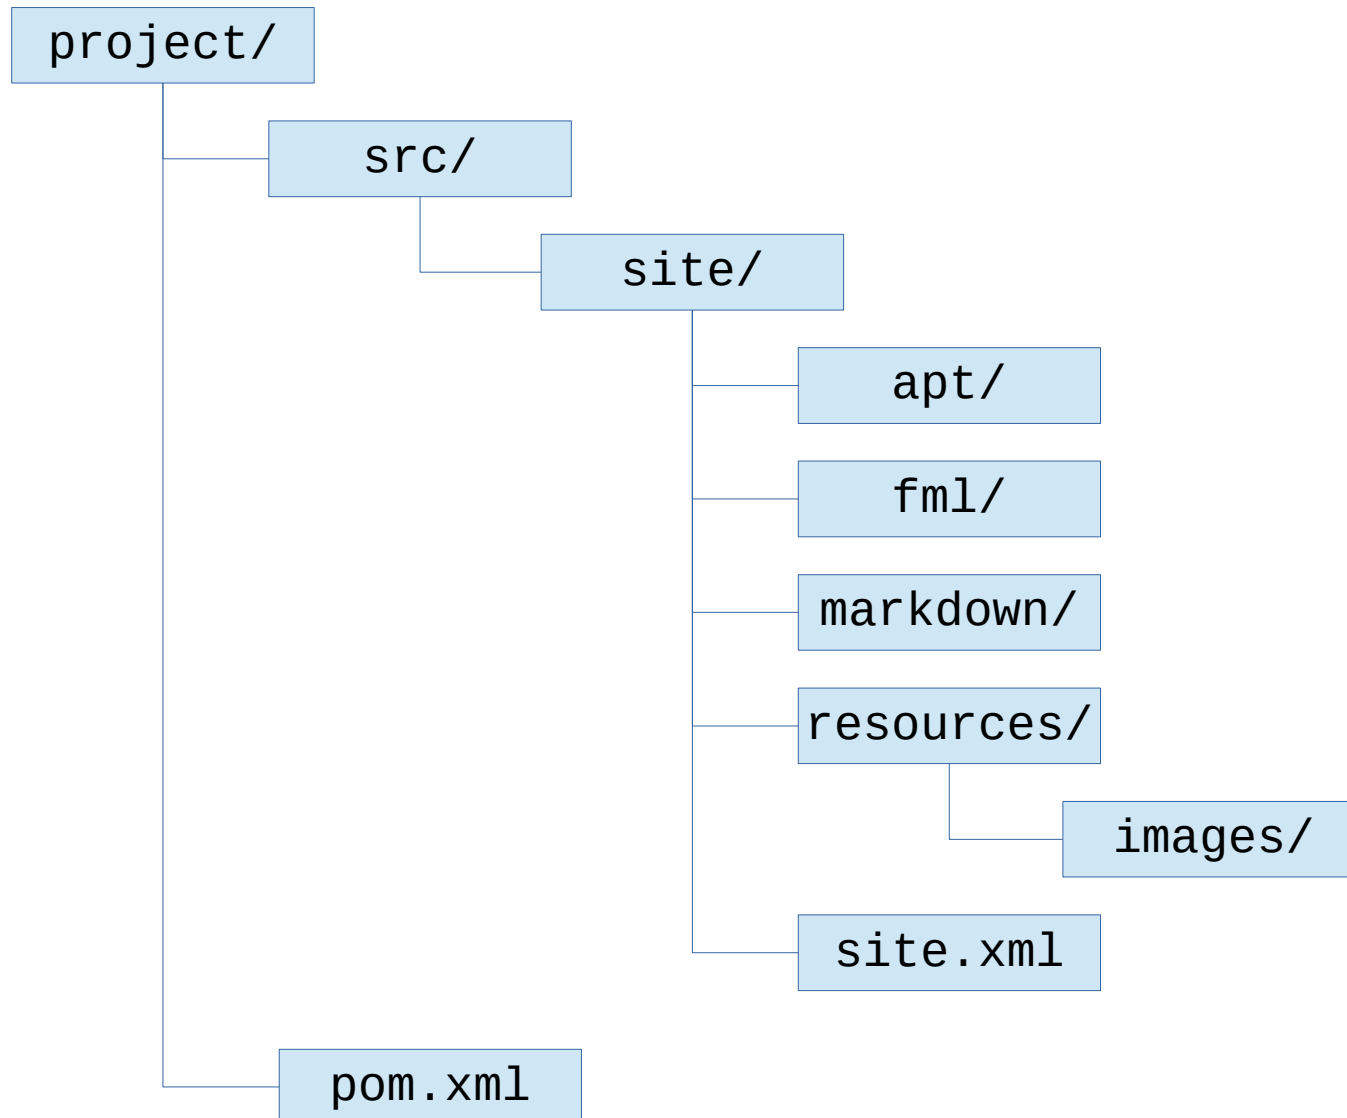 project/
src/
site/
apt/
fml/
markdown/
resources/
images/
site.xml
pom.xml